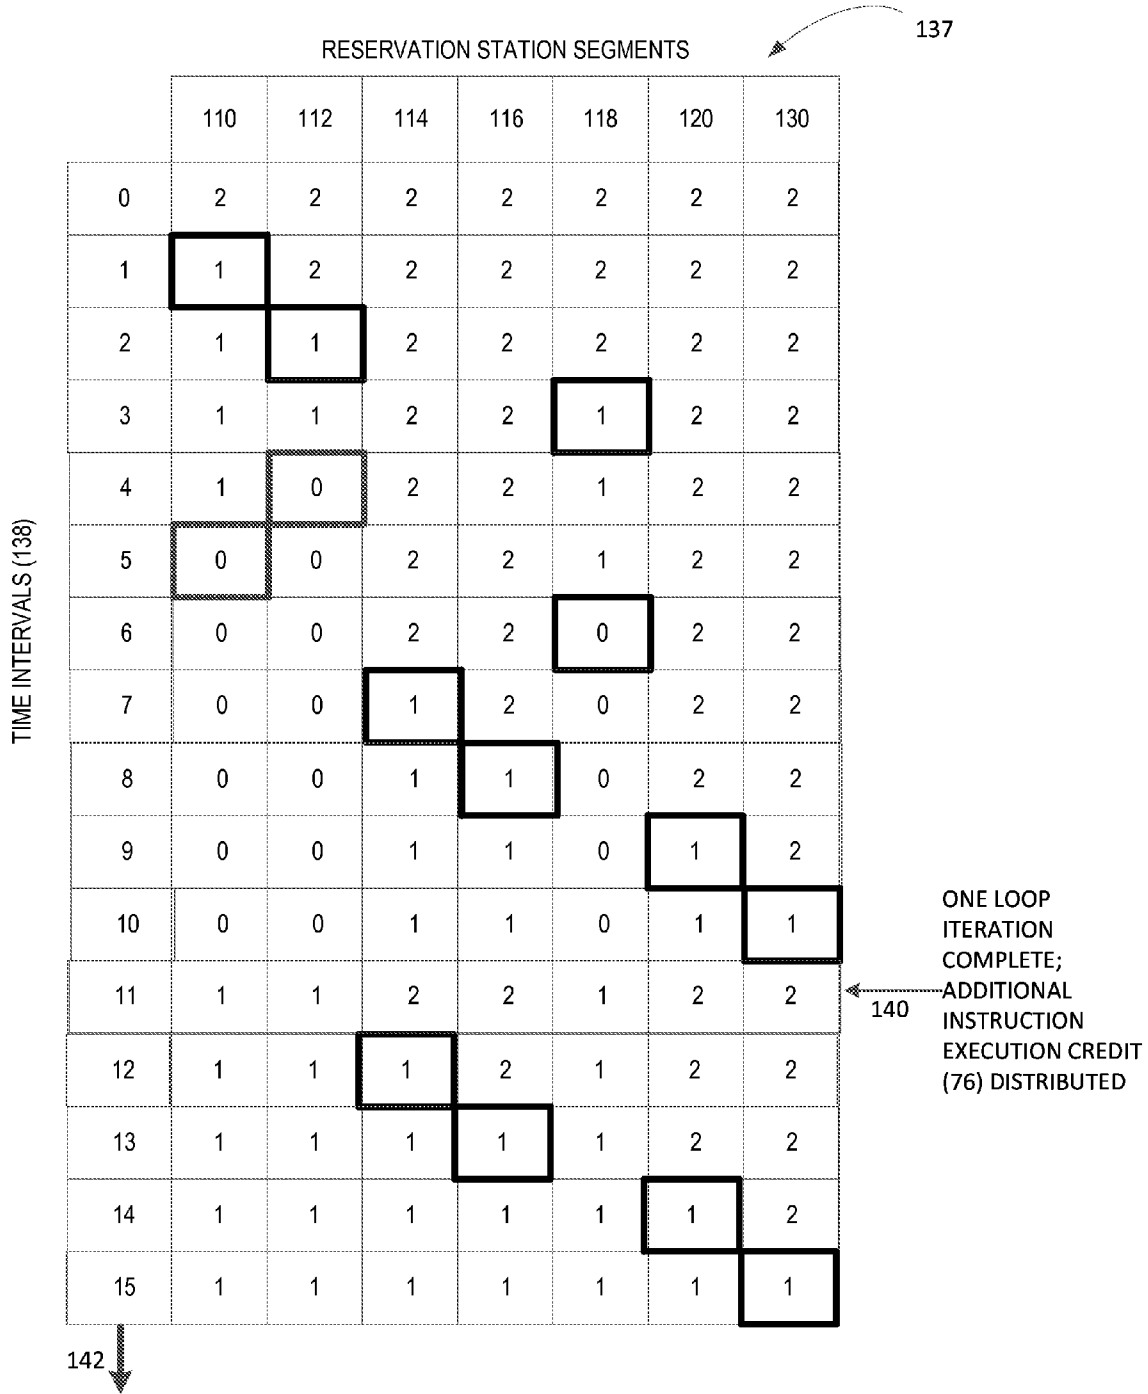 137
RESERVATION STATION SEGMENTS
110 112 114 116 118 120 130
0 2 2 2 2 2 2 2
1 1 2 2 2 2 2 2
2 1 1 2 2 2 2 2
3 1 1 2 2 1 2 2
4 1 0 2 2 1 2 2
5 0 0 2 2 1 2 2
6 0 0 2 2 0 2 2
7 0 0 1 2 0 2 2
8 0 0 1 1 0 2 2
9 0 0 1 1 0 1 2
10 0 0 1 1 0 1 1
11 1 1 2 2 1 2 2
12 1 1 1 2 1 2 2
13 1 1 1 1 1 2 2
14 1 1 1 1 1 1 2
15 1 1 1 1 1 1 1
TIME INTERVALS (138)
ONE LOOP
ITERATION
COMPLETE;
ADDITIONAL
INSTRUCTION
EXECUTION CREDIT
(76) DISTRIBUTED
140
142